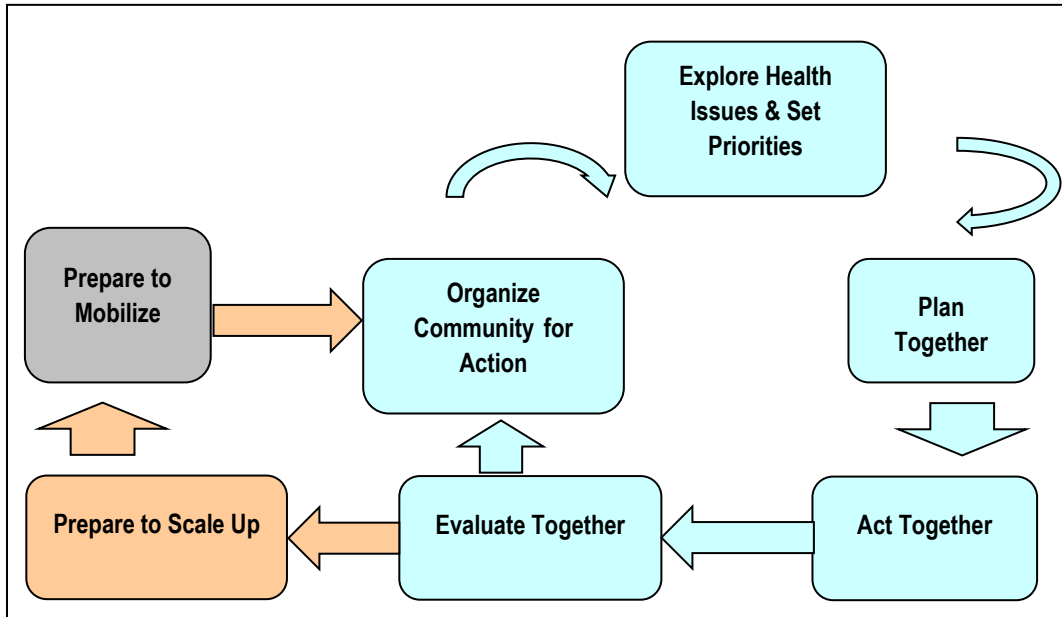 Explore Health
Issues & Set
Priorities
Prepare to
Mobilize
Organize
Community for
Action
Plan
Together
Prepare to Scale Up
Evaluate Together
Act Together